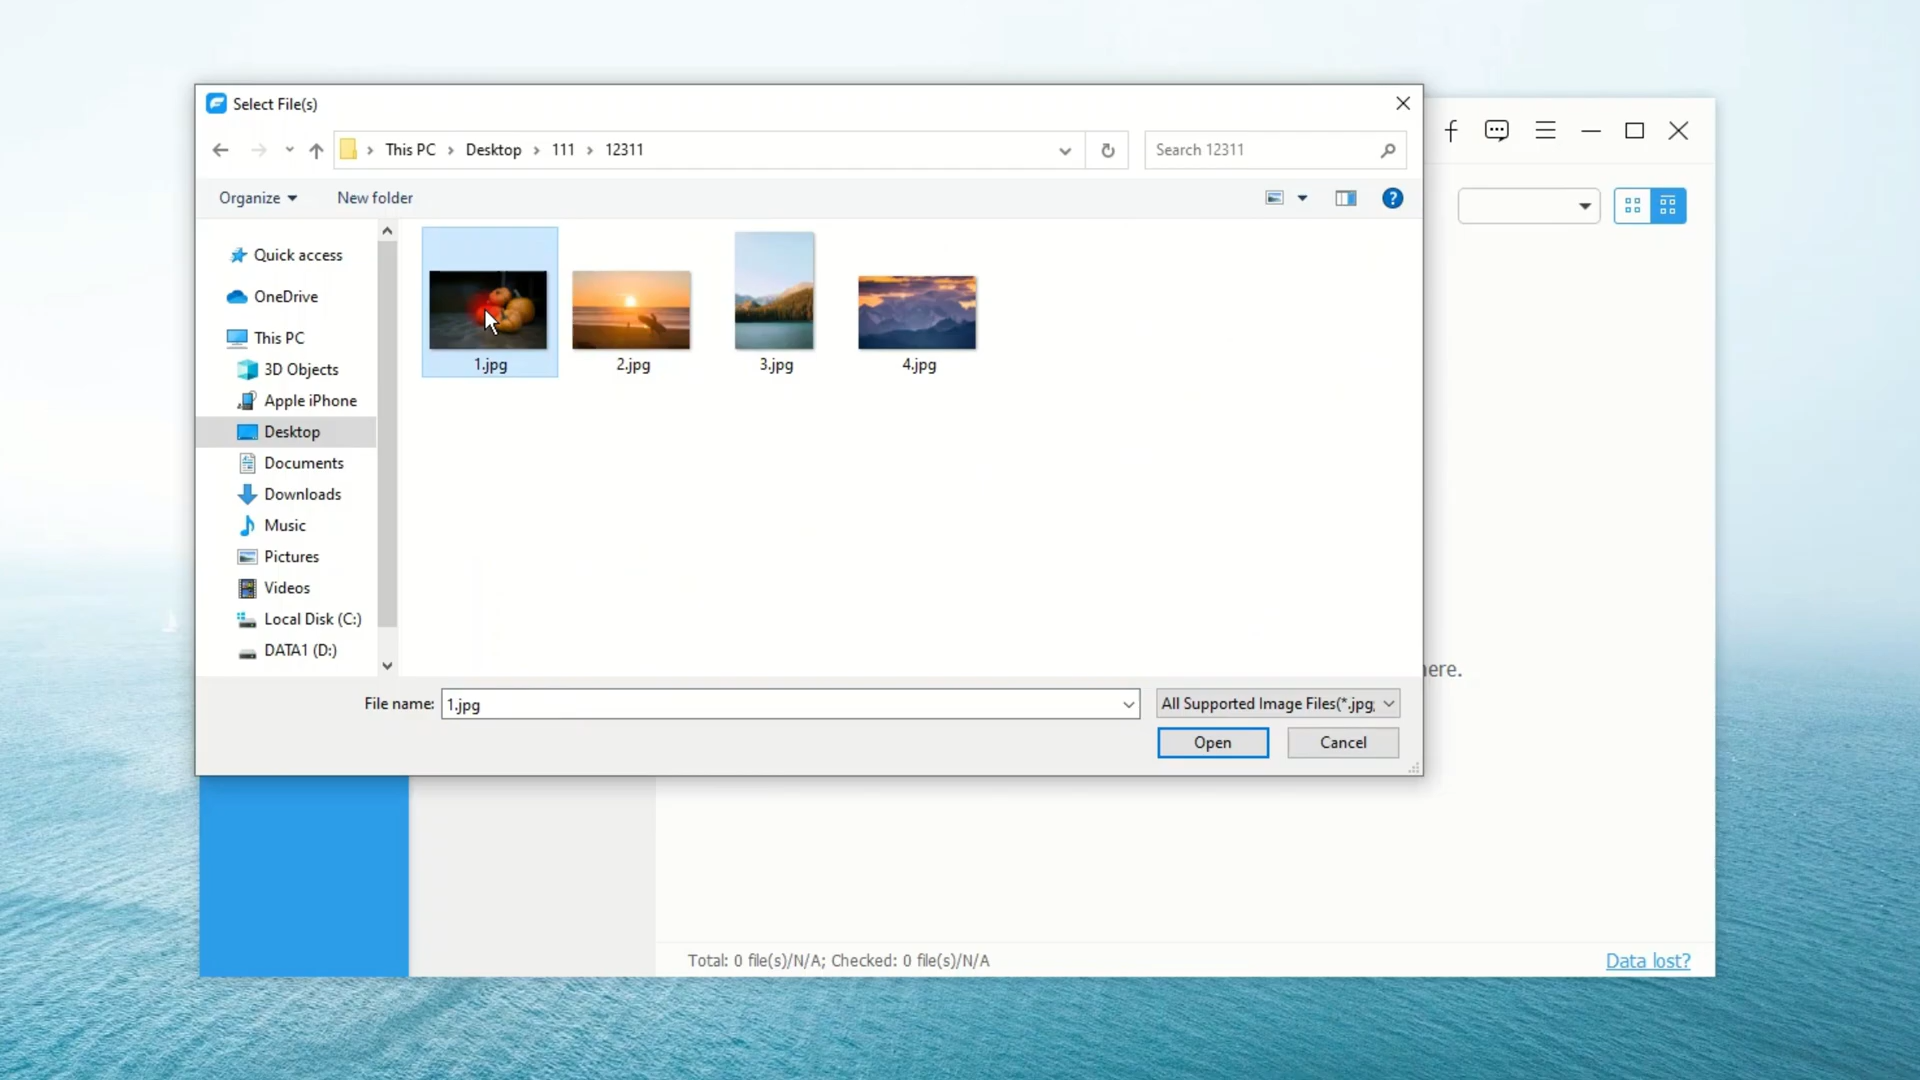 Select File(s)
This PC > Desktop > 111 > 12311
Search 12311
f
Organize
New folder
?
Quick access
OneDrive
This PC
3D Objects
Apple iPhone
Desktop
Documents
Downloads
Music
Pictures
Videos
Local Disk (C:)
DATA1 (D:)
1.jpg
2.jpg
3.jpg
4.jpg
here.
File name:
1.jpg
All Supported Image Files(*.jpg;
Open
Cancel
Total: 0 file(s)/N/A; Checked: 0 file(s)/N/A
Data lost?